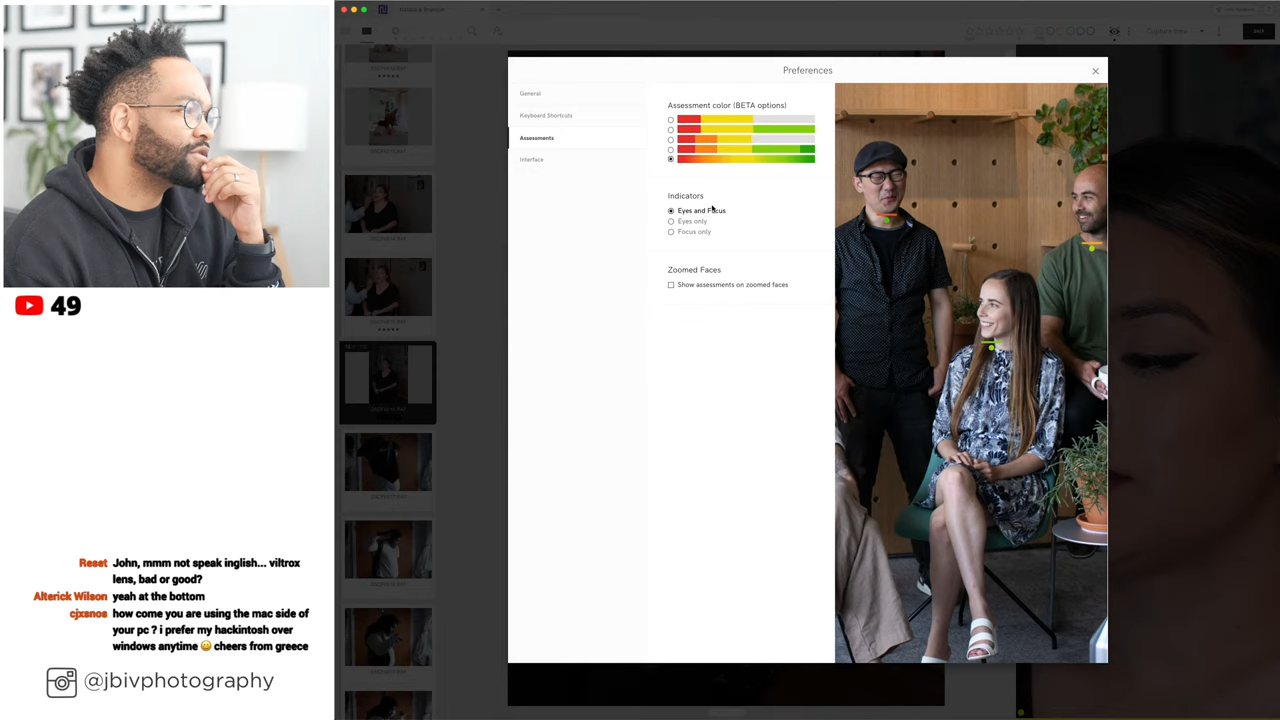 Natalie & Brandon
Preferences
General
Keyboard Shortcuts
Assessments
Interface
Assessment color (BETA options)
Indicators
Eyes and Focus
Eyes only
Focus only
Zoomed Faces
Show assessments on zoomed faces
49
Reset John, mmm not speak inglish... viltrox
lens, bad or good?
Alterick Wilson yeah at the bottom
cjxsnos how come you are using the mac side of
your pc ? i prefer my hackintosh over
windows anytime 😀 cheers from greece
@jbivphotography